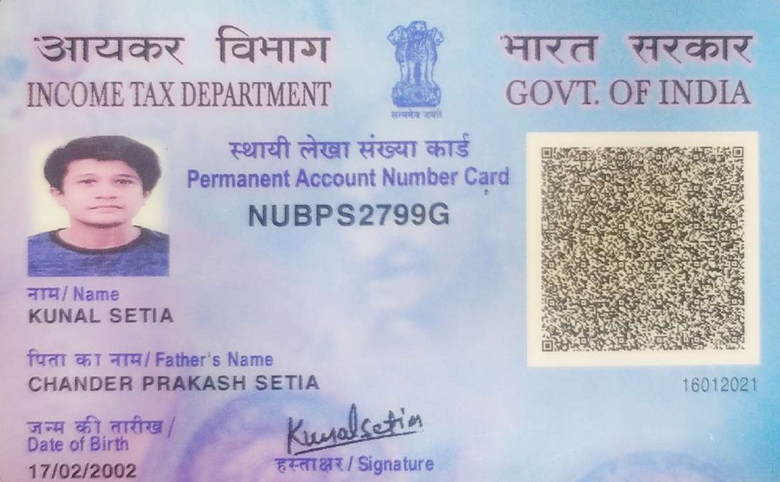 आयकर विभाग
INCOME TAX DEPARTMENT
सत्यमेव जयते
भारत सरकार
GOVT. OF INDIA
स्थायी लेखा संख्या कार्ड
Permanent Account Number Card
NUBPS2799G
नाम / Name
KUNAL SETIA
पिता का नाम / Father's Name
CHANDER PRAKASH SETIA
जन्म की तारीख /
Date of Birth
17/02/2002
Kunalsetia
हस्ताक्षर / Signature
16012021